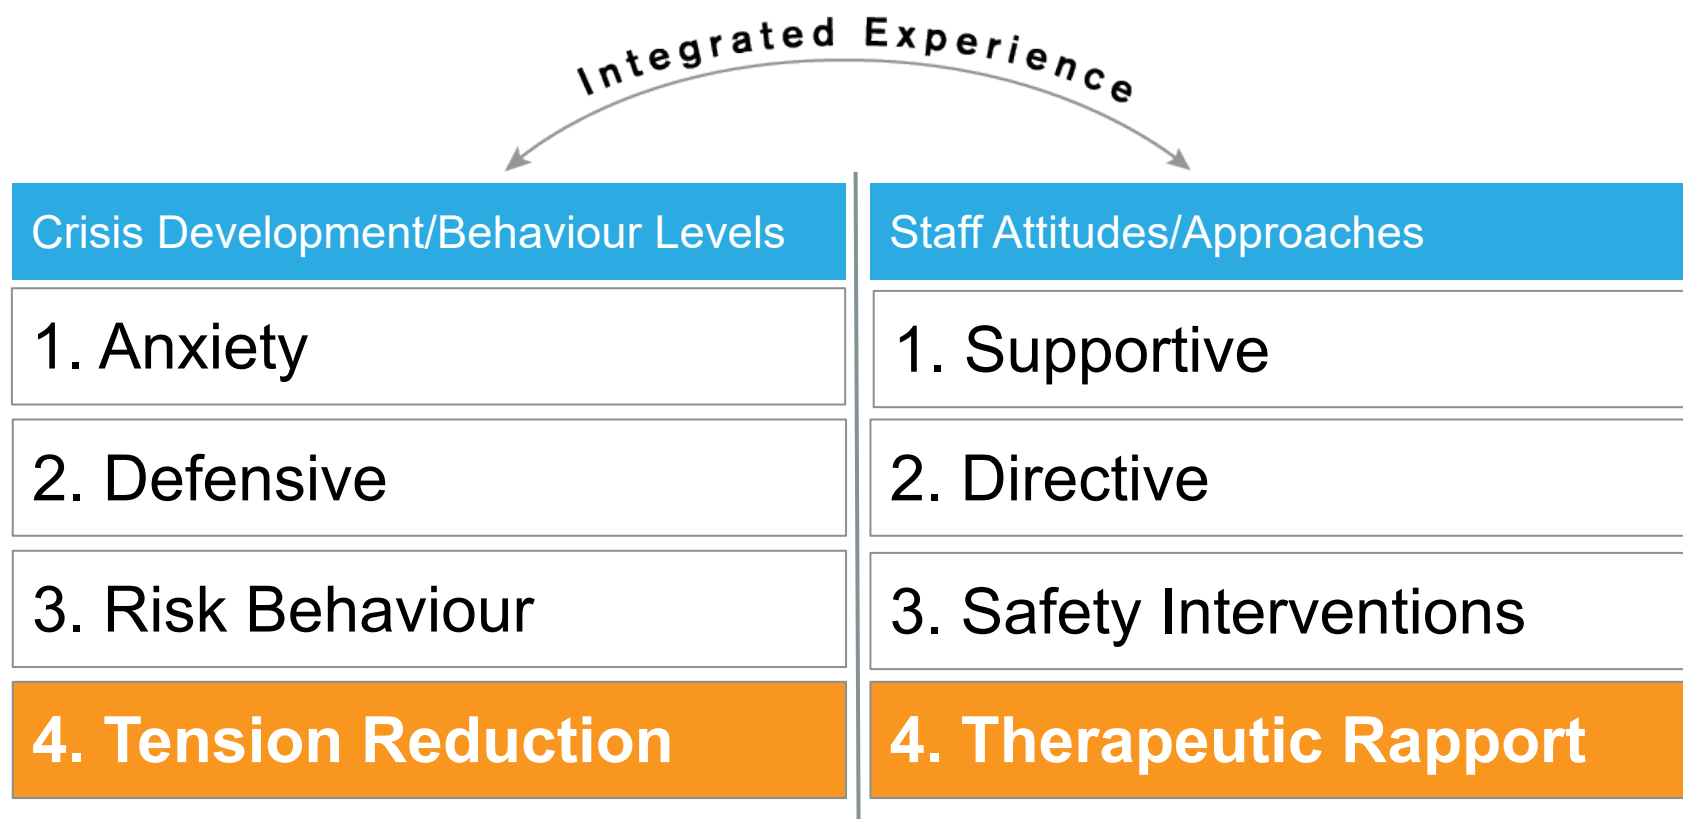 Integrated Experience
Crisis Development/Behaviour Levels
Staff Attitudes/Approaches
1. Anxiety
1. Supportive
2. Defensive
2. Directive
3. Risk Behaviour
3. Safety Interventions
4. Tension Reduction
4. Therapeutic Rapport